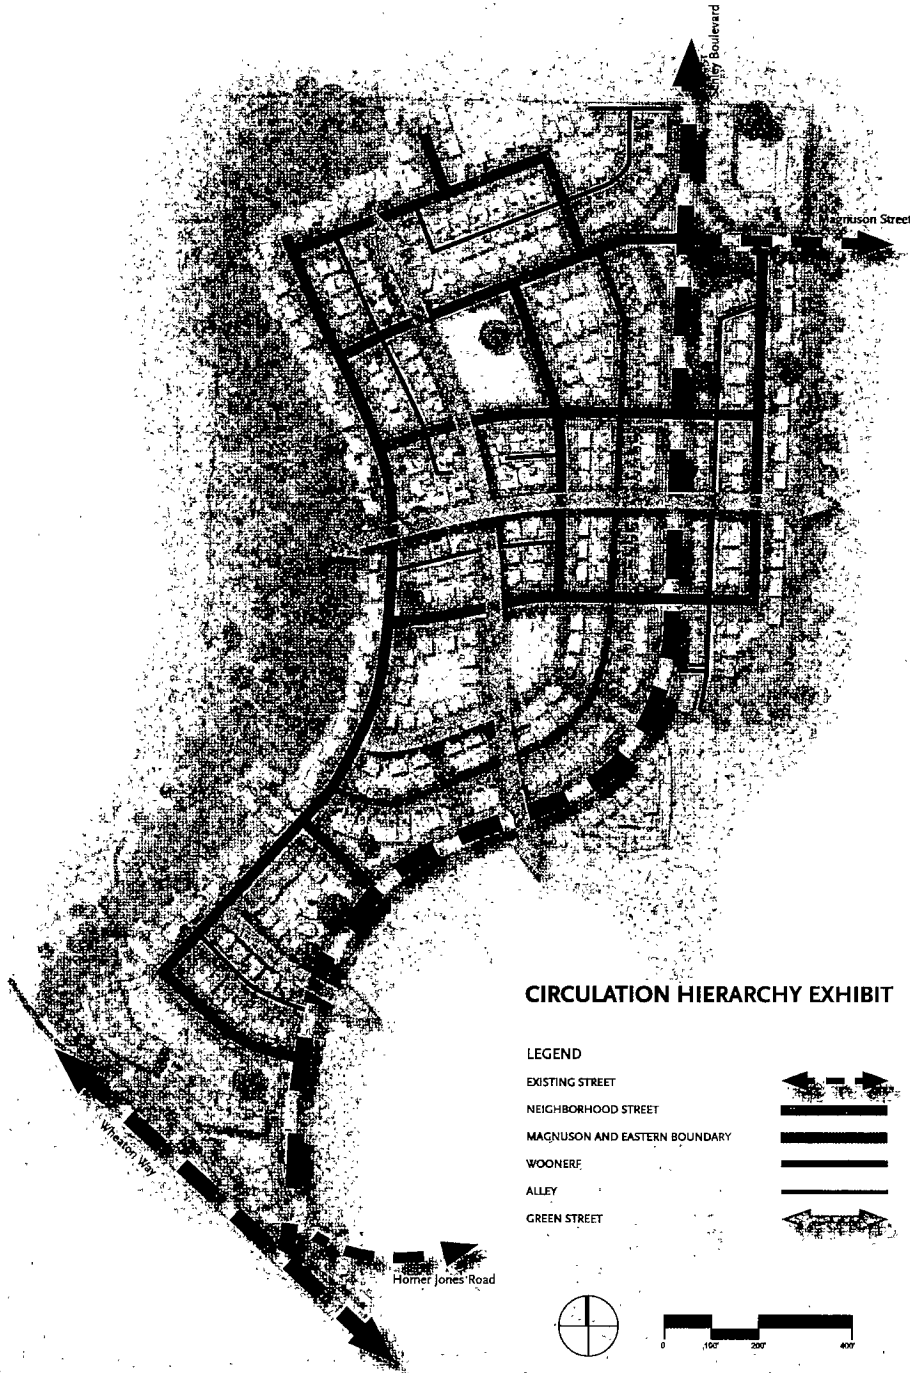 Boulevard
Magnuson Street
CIRCULATION HIERARCHY EXHIBIT
LEGEND
EXISTING STREET
NEIGHBORHOOD STREET
MAGNUSON AND EASTERN BOUNDARY
WOONERF
ALLEY
GREEN STREET
Wheaton Way
Homer Jones Road
0 100' 200' 400'